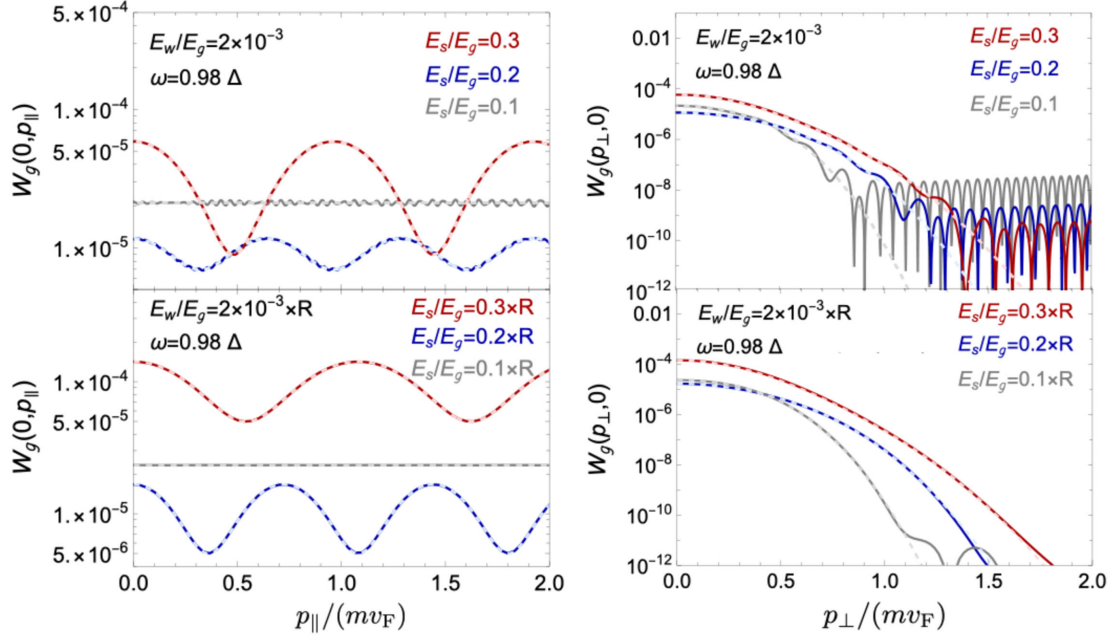 5.×10⁻⁴
1.×10⁻⁴
5.×10⁻⁵
1.×10⁻⁵
W_g(0,p_∥)
E_w/E_g=2×10⁻³
ω=0.98 Δ
E_s/E_g=0.3
E_s/E_g=0.2
E_s/E_g=0.1
0.01
10⁻⁴
10⁻⁶
10⁻⁸
10⁻¹⁰
10⁻¹²
W_g(p_⊥,0)
E_w/E_g=2×10⁻³
ω=0.98 Δ
E_s/E_g=0.3
E_s/E_g=0.2
E_s/E_g=0.1
1.×10⁻⁴
5.×10⁻⁵
1.×10⁻⁵
5.×10⁻⁶
W_g(0,p_∥)
E_w/E_g=2×10⁻³×R
ω=0.98 Δ
E_s/E_g=0.3×R
E_s/E_g=0.2×R
E_s/E_g=0.1×R
0.0 0.5 1.0 1.5 2.0
p_∥/(mv_F)
0.01
10⁻⁴
10⁻⁶
10⁻⁸
10⁻¹⁰
10⁻¹²
W_g(p_⊥,0)
E_w/E_g=2×10⁻³×R
ω=0.98 Δ
E_s/E_g=0.3×R
E_s/E_g=0.2×R
E_s/E_g=0.1×R
0.0 0.5 1.0 1.5 2.0
p_⊥/(mv_F)